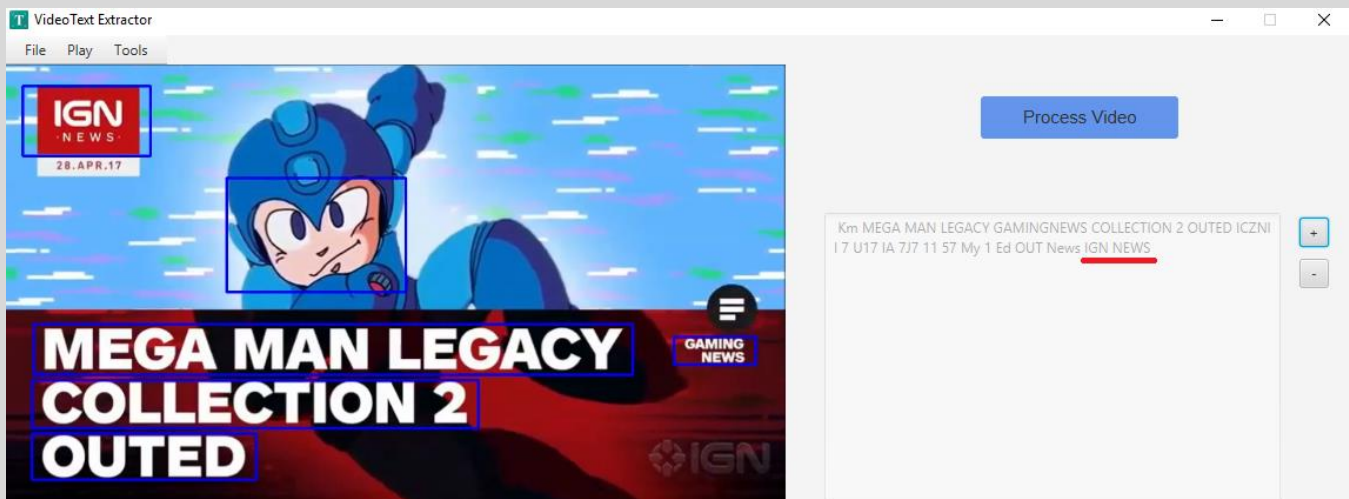 VideoText Extractor
File Play Tools
IGN
·NEWS·
28.APR.17
GAMING
NEWS
MEGA MAN LEGACY
COLLECTION 2
OUTED
IGN
Process Video
Km MEGA MAN LEGACY GAMINGNEWS COLLECTION 2 OUTED ICZNI
I 7 U17 IA 7J7 11 57 My 1 Ed OUT News IGN NEWS
+
-